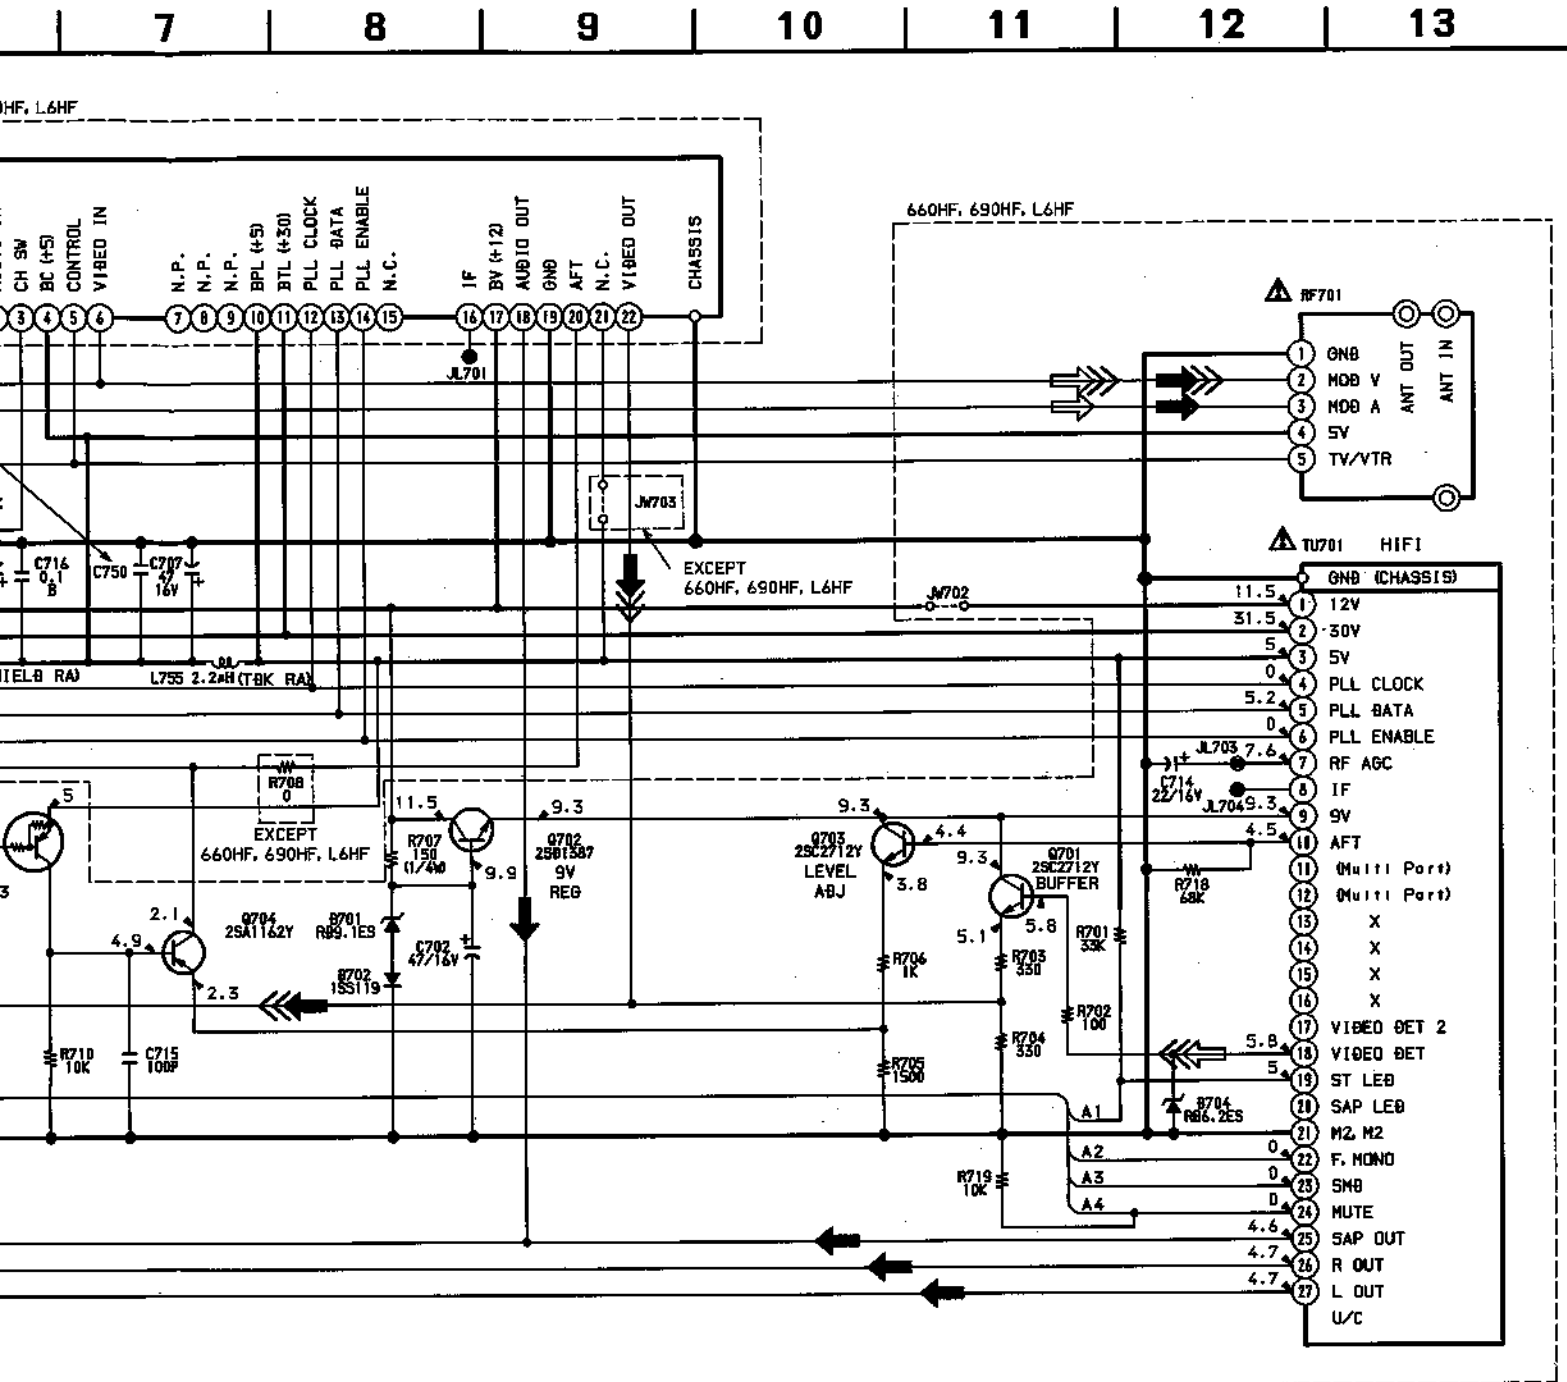 7 8 9 10 11 12 13
HF, L6HF
CH SW
BC (+5)
CONTROL
VIDEO IN
N.P.
N.P.
N.P.
BPL (+5)
BTL (+30)
PLL CLOCK
PLL DATA
PLL ENABLE
N.C.
IF
BV (+12)
AUDIO OUT
GND
AFT
N.C.
VIDEO OUT
CHASSIS
3 4 5 6 7 8 9 10 11 12 13 14 15 16 17 18 19 20 21 22
JL701
660HF, 690HF, L6HF
RF701
1 GND
2 MOD V
3 MOD A
4 5V
5 TV/VTR
ANT OUT
ANT IN
JW703
EXCEPT
660HF, 690HF, L6HF
C716
0.1
B
C750
C707
47
16V
IELD RA)
L755 2.2µH (TDK RA)
JW702
TU701 HIFI
GND (CHASSIS)
11.5 1 12V
31.5 2 30V
5 3 5V
0 4 PLL CLOCK
5.2 5 PLL DATA
0 6 PLL ENABLE
JL703 7.6 7 RF AGC
C714
22/16V
8 IF
JL704 9.3 9 9V
4.5 10 AFT
11 (Multi Port)
12 (Multi Port)
13 X
14 X
15 X
16 X
17 VIDEO DET 2
5.8 18 VIDEO DET
5 19 ST LED
20 SAP LED
21 M2, M2
0 22 F. MONO
0 23 SMD
0 24 MUTE
4.6 25 SAP OUT
4.7 26 R OUT
4.7 27 L OUT
U/C
R718
68K
D704
RD6.2ES
5
R708
0
EXCEPT
660HF, 690HF, L6HF
3
11.5
9.3
R707
150
(1/4W)
9.9
Q702
2SD1387
9V
REG
9.3
Q703
2SC2712Y
LEVEL
ADJ
4.4
3.8
9.3
Q701
2SC2712Y
BUFFER
5.8
5.1
2.1
Q704
2SA1162Y
4.9
2.3
D701
RD9.1ES
D702
1SS119
C702
47/16V
R706
1K
R703
330
R701
33K
R702
100
R704
330
R705
1500
R710
10K
C715
100P
R719
10K
A1
A2
A3
A4